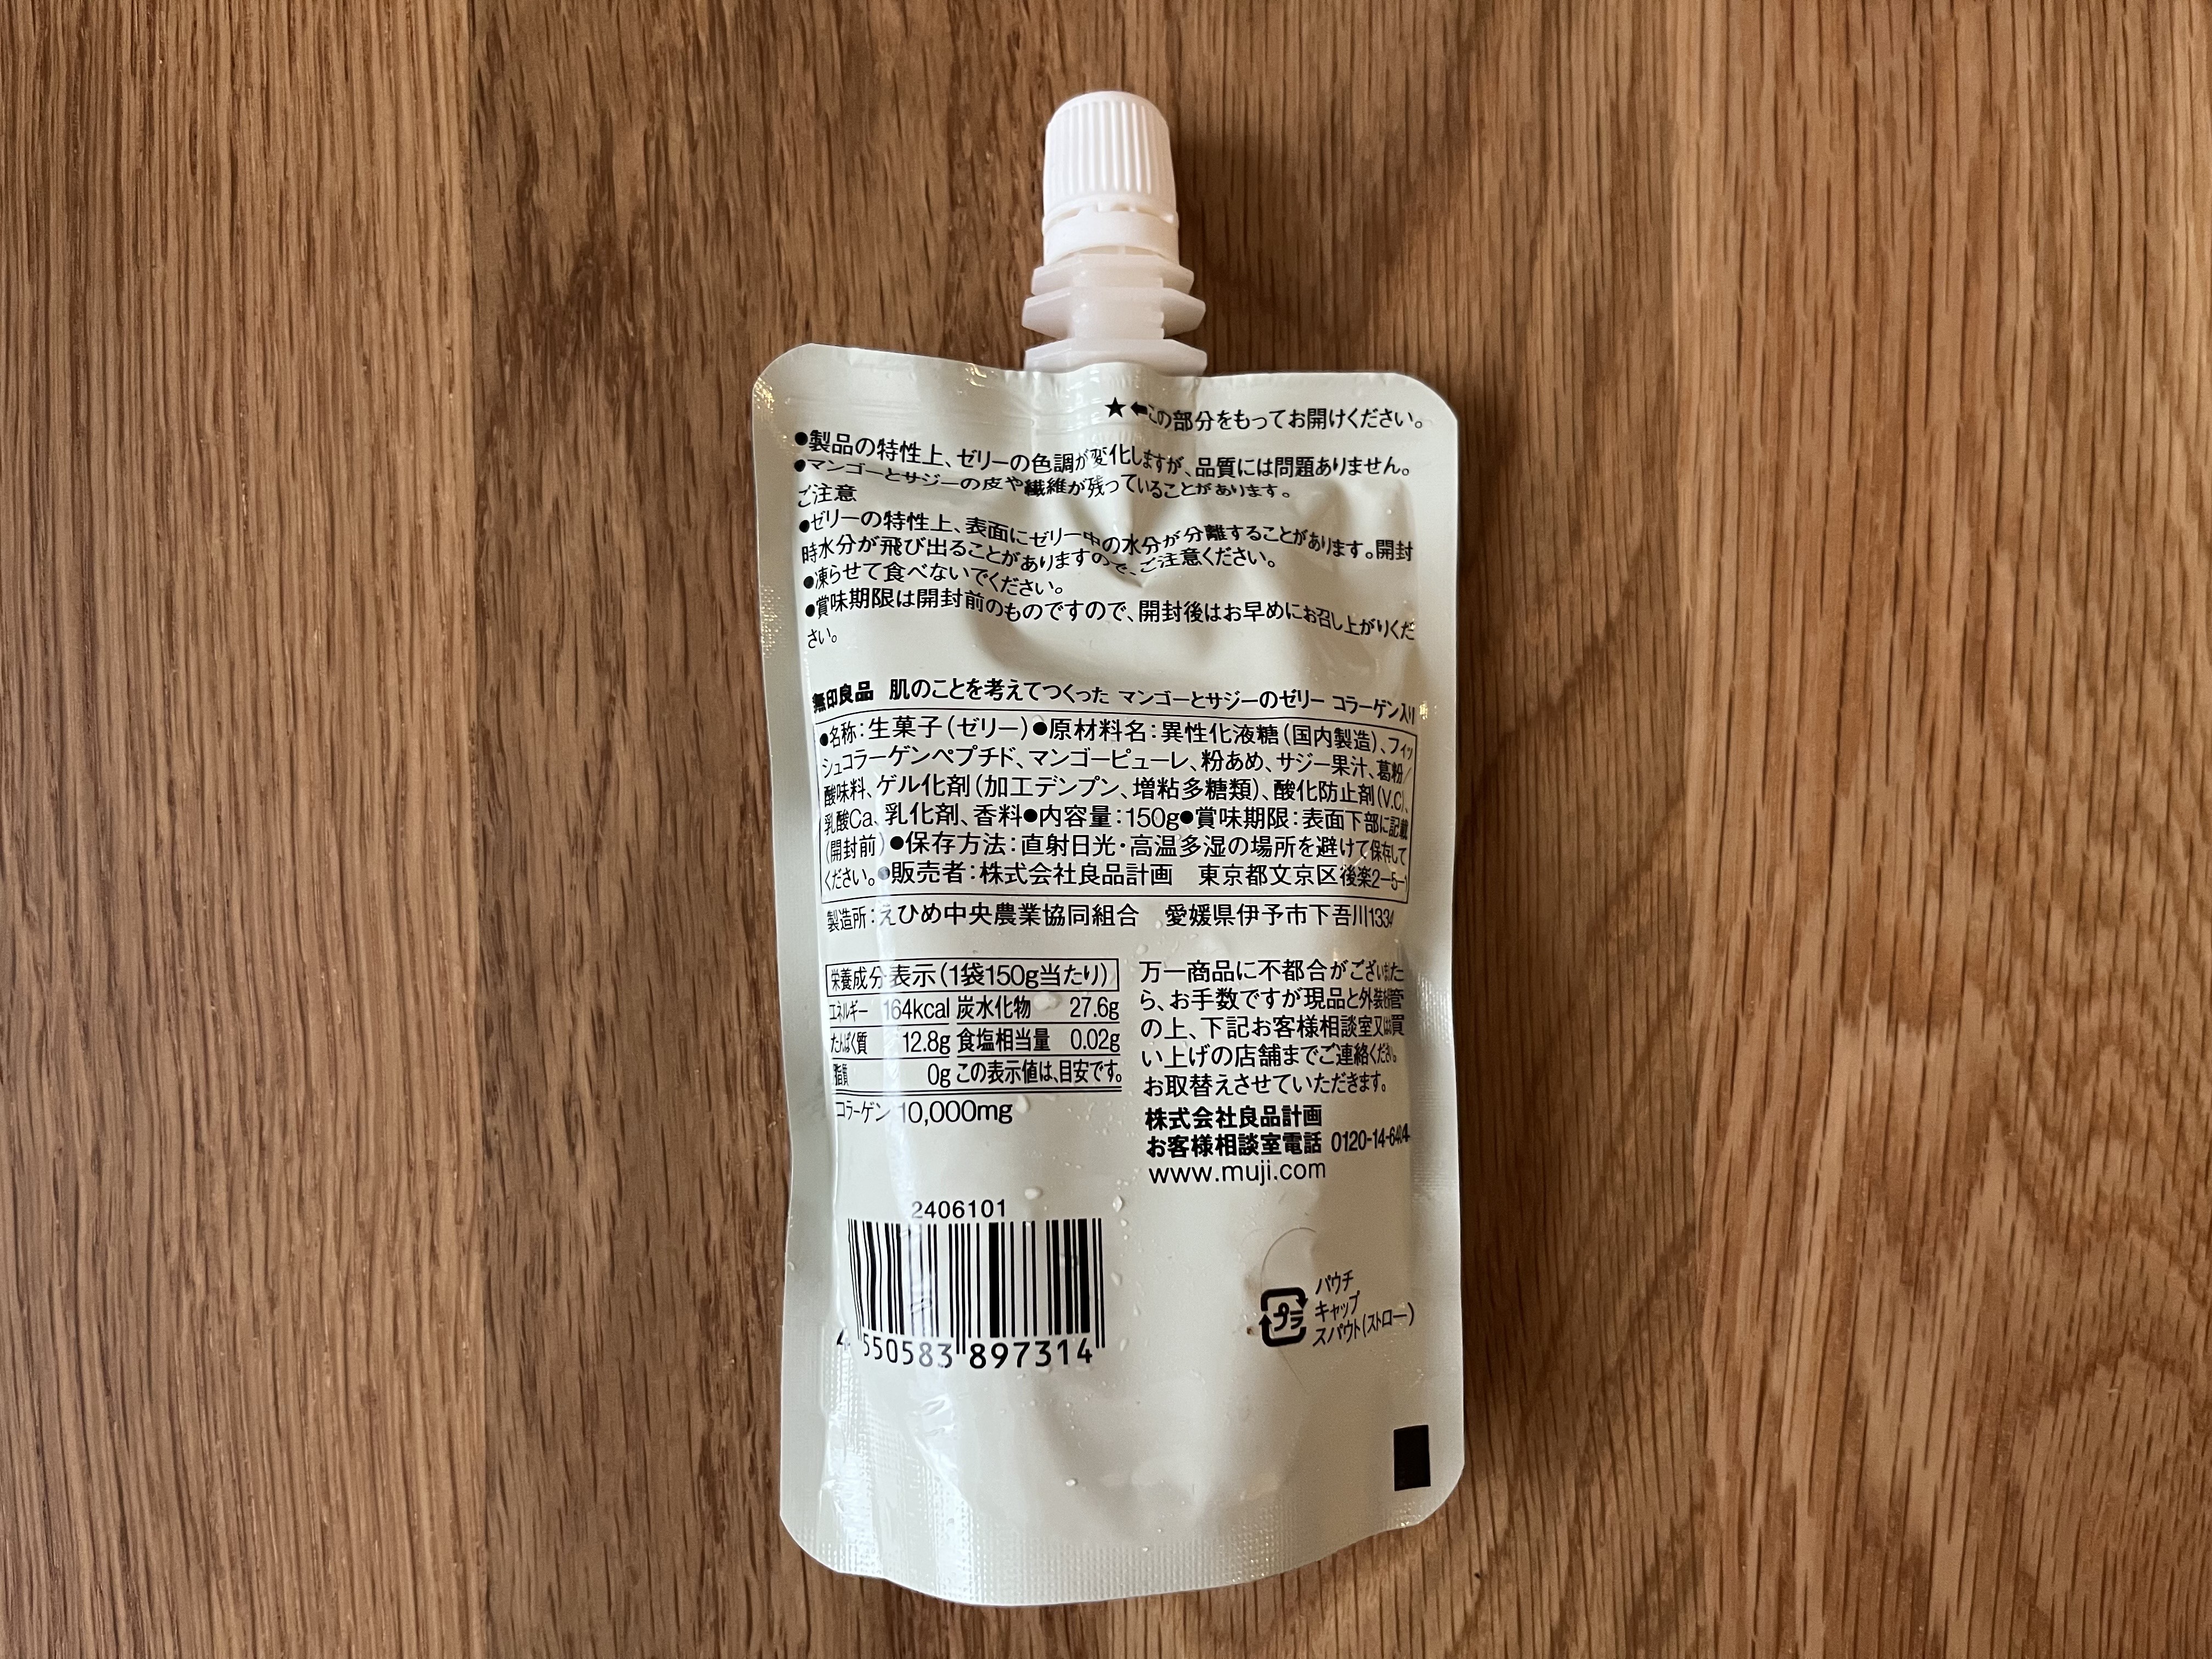 ★←この部分をもってお開けください。
●製品の特性上、ゼリーの色調が変化しますが、品質には問題ありません。
●マンゴーとサジーの皮や繊維が残っていることがあります。
ご注意
●ゼリーの特性上、表面にゼリー中の水分が分離することがあります。開封
時水分が飛び出ることがありますので、ご注意ください。
●凍らせて食べないでください。
●賞味期限は開封前のものですので、開封後はお早めにお召し上がりくだ
さい。
無印良品 肌のことを考えてつくった マンゴーとサジーのゼリー コラーゲン入り
●名称：生菓子（ゼリー）●原材料名：異性化液糖（国内製造）、フィッ
シュコラーゲンペプチド、マンゴーピューレ、粉あめ、サジー果汁、葛粉／
酸味料、ゲル化剤（加工デンプン、増粘多糖類）、酸化防止剤（V.C）、
乳酸Ca、乳化剤、香料●内容量：150g●賞味期限：表面下部に記載
（開封前）●保存方法：直射日光・高温多湿の場所を避けて保存して
ください。●販売者：株式会社良品計画 東京都文京区後楽2-5-1
製造所：えひめ中央農業協同組合 愛媛県伊予市下吾川1334
栄養成分表示（1袋150g当たり）
エネルギー 164kcal 炭水化物 27.6g
たんぱく質 12.8g 食塩相当量 0.02g
脂質 0g この表示値は、目安です。
コラーゲン 10,000mg
万一商品に不都合がございました
ら、お手数ですが現品と外装保管
の上、下記お客様相談室又は買
い上げの店舗までご連絡ください。
お取替えさせていただきます。
株式会社良品計画
お客様相談室電話 0120-14-6404
www.muji.com
2406101
4 550583 897314
プラ
パウチ
キャップ
スパウト（ストロー）